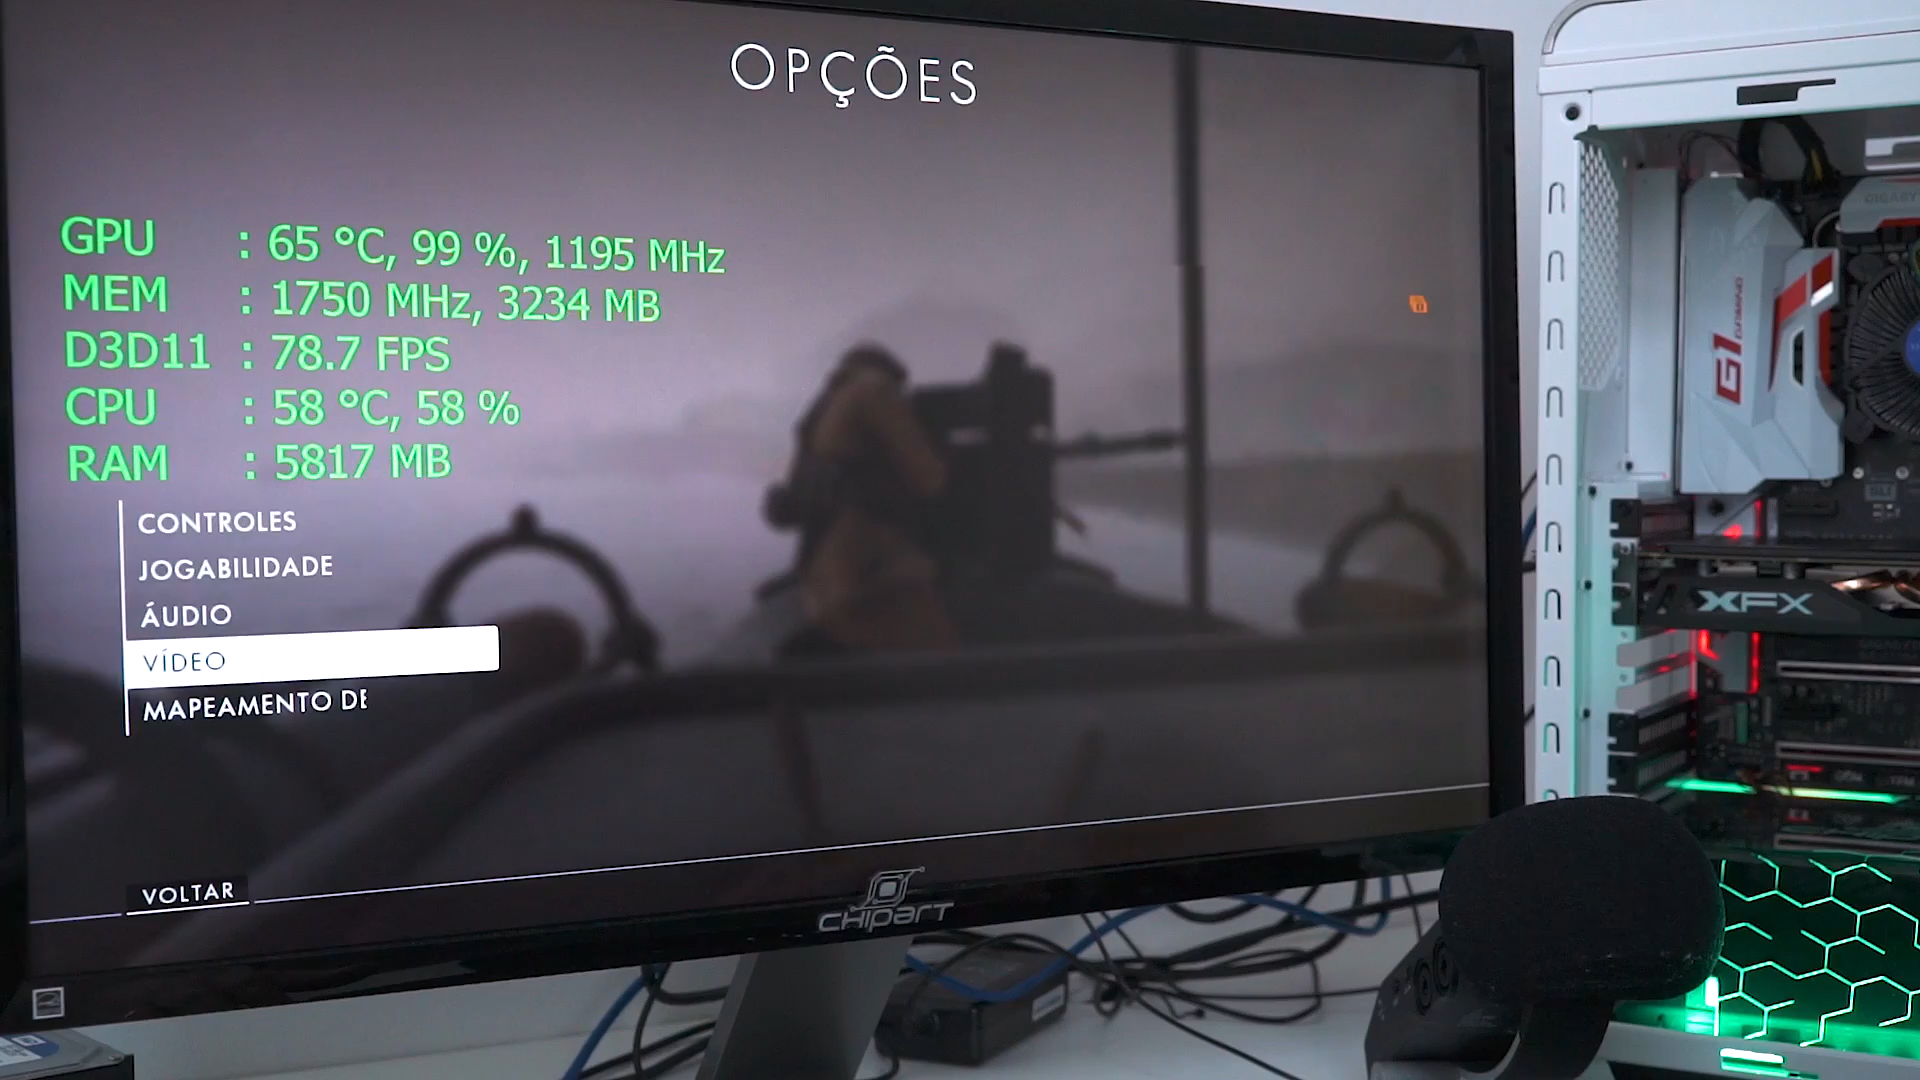 OPÇÕES
GPU : 65 °C, 99 %, 1195 MHz
MEM : 1750 MHz, 3234 MB
D3D11 : 78.7 FPS
CPU : 58 °C, 58 %
RAM : 5817 MB
CONTROLES
JOGABILIDADE
ÁUDIO
VÍDEO
MAPEAMENTO DE
VOLTAR
CHIPART
G1 GAMING
XFX